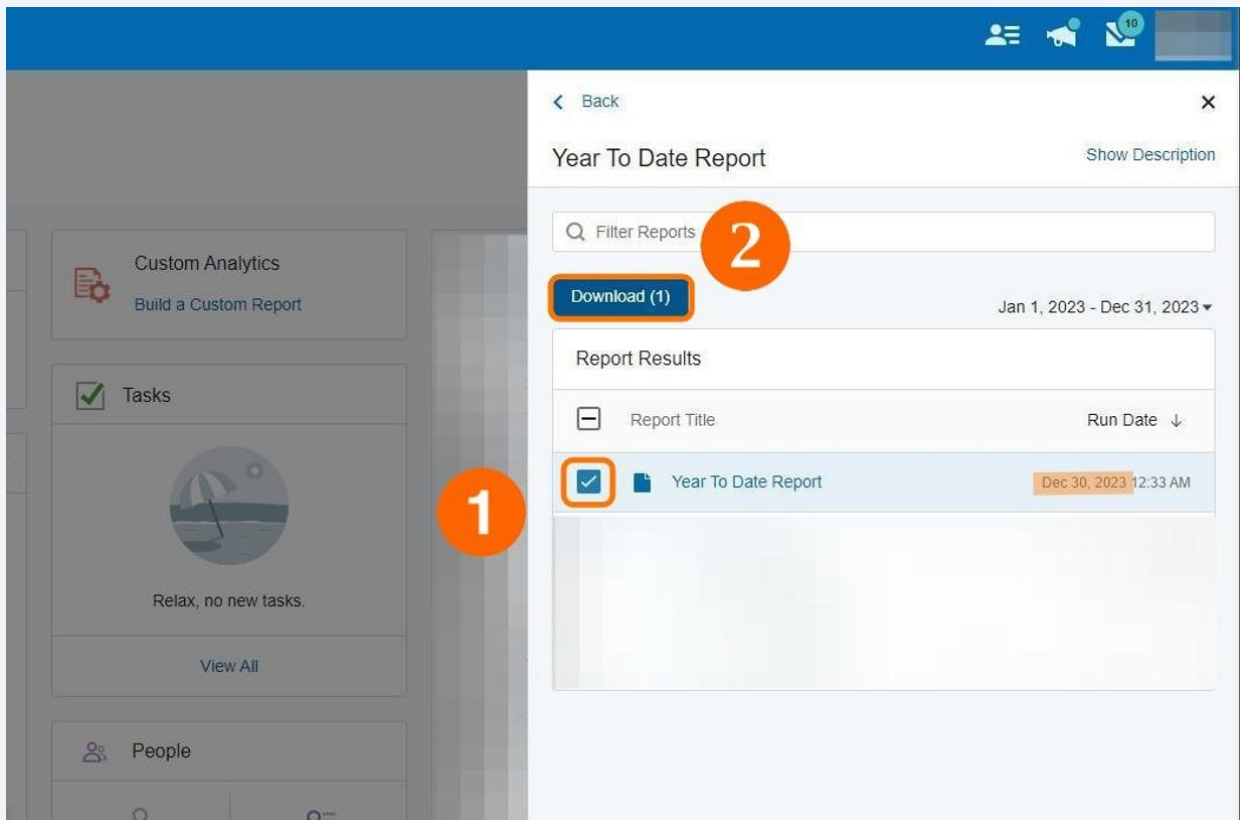 10
Back
Year To Date Report
Show Description
Filter Reports
2
Download (1)
Jan 1, 2023 - Dec 31, 2023
Report Results
Report Title
Run Date
1
Year To Date Report
Dec 30, 2023 12:33 AM
Custom Analytics
Build a Custom Report
Tasks
Relax, no new tasks.
View All
People